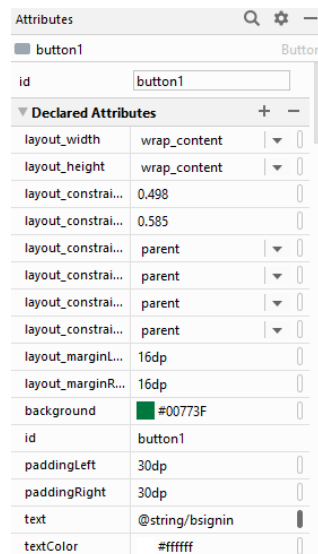 Attributes
button1 Button
id button1
Declared Attributes
layout_width wrap_content
layout_height wrap_content
layout_constrai... 0.498
layout_constrai... 0.585
layout_constrai... parent
layout_constrai... parent
layout_constrai... parent
layout_constrai... parent
layout_marginL... 16dp
layout_marginR... 16dp
background #00773F
id button1
paddingLeft 30dp
paddingRight 30dp
text @string/bsignin
textColor #ffffff